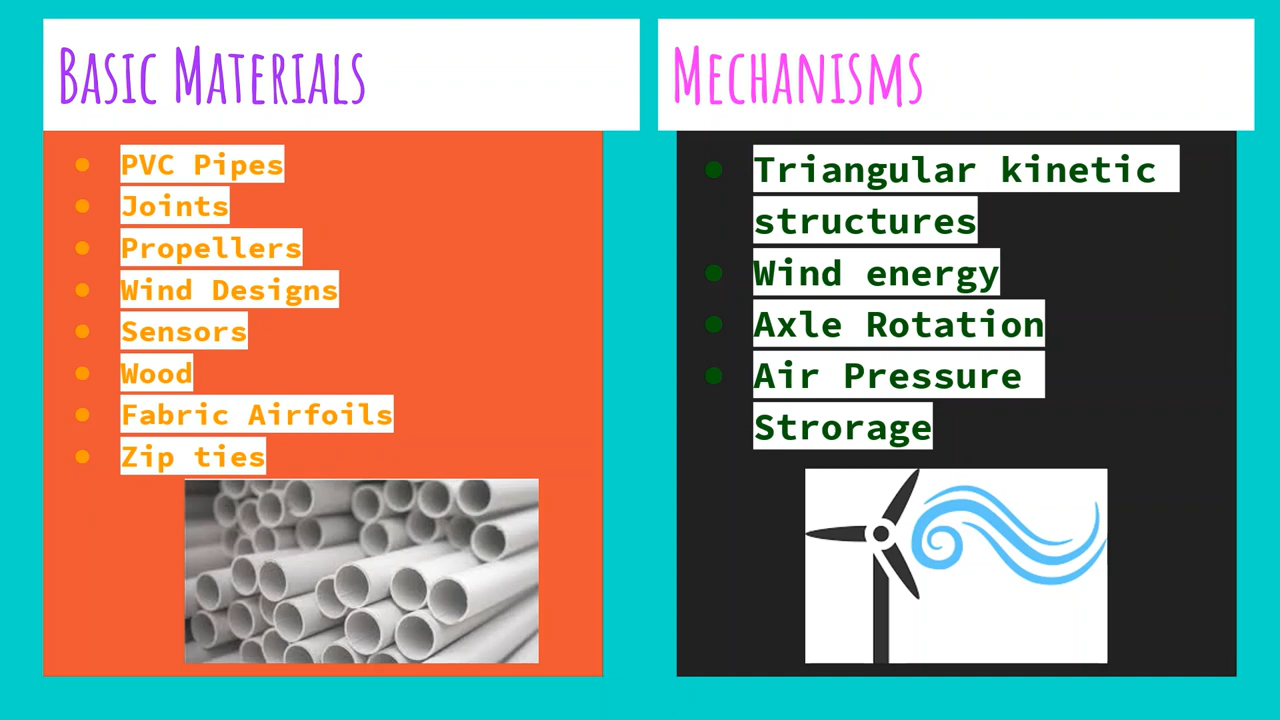 Basic Materials
PVC Pipes
Joints
Propellers
Wind Designs
Sensors
Wood
Fabric Airfoils
Zip ties
Mechanisms
Triangular kinetic
structures
Wind energy
Axle Rotation
Air Pressure
Strorage